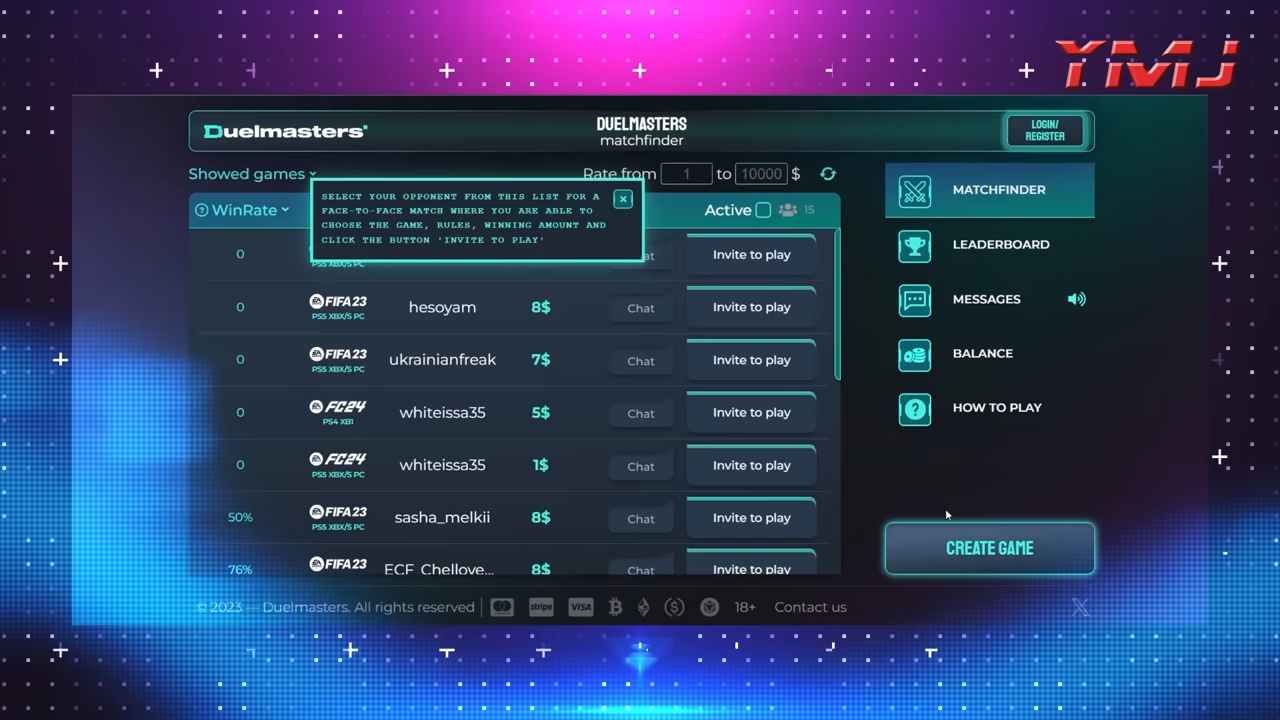 YMJ
Duelmasters
DUELMASTERS
matchfinder
LOGIN/
REGISTER
Showed games
Rate from 1 to 10000 $
SELECT YOUR OPPONENT FROM THIS LIST FOR A
FACE-TO-FACE MATCH WHERE YOU ARE ABLE TO
CHOOSE THE GAME, RULES, WINNING AMOUNT AND
CLICK THE BUTTON 'INVITE TO PLAY'
WinRate
Active 15
0 PS5 XBX/S PC Invite to play
0 FIFA23 PS5 XBX/S PC hesoyam 8$ Chat Invite to play
0 FIFA23 PS5 XBX/S PC ukrainianfreak 7$ Chat Invite to play
0 FC24 PS4 XB1 whiteissa35 5$ Chat Invite to play
0 FC24 PS5 XBX/S PC whiteissa35 1$ Chat Invite to play
50% FIFA23 PS5 XBX/S PC sasha_melkii 8$ Chat Invite to play
76% FIFA23 ECF_Chellove... 8$ Chat Invite to play
MATCHFINDER
LEADERBOARD
MESSAGES
BALANCE
HOW TO PLAY
CREATE GAME
© 2023 — Duelmasters. All rights reserved stripe VISA 18+ Contact us